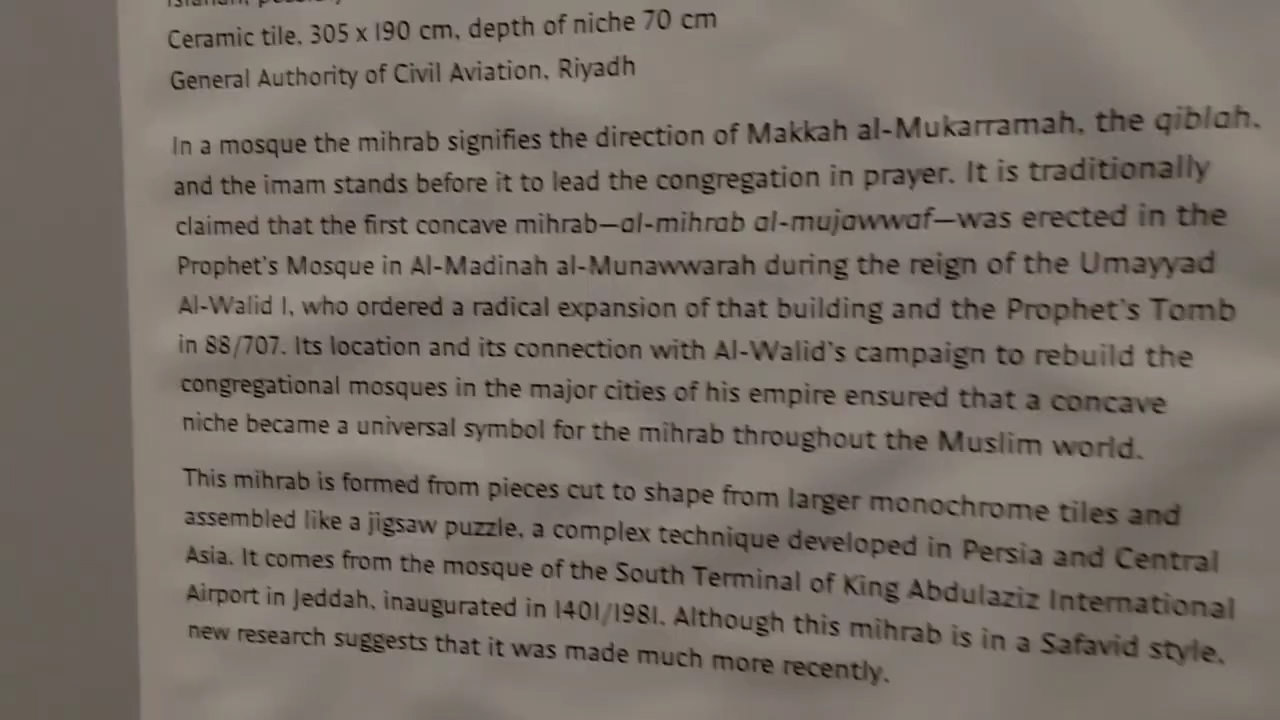 Ceramic tile, 305 x 190 cm, depth of niche 70 cm
General Authority of Civil Aviation, Riyadh
In a mosque the mihrab signifies the direction of Makkah al-Mukarramah, the qiblah,
and the imam stands before it to lead the congregation in prayer. It is traditionally
claimed that the first concave mihrab—al-mihrab al-mujawwaf—was erected in the
Prophet's Mosque in Al-Madinah al-Munawwarah during the reign of the Umayyad
Al-Walid I, who ordered a radical expansion of that building and the Prophet's Tomb
in 88/707. Its location and its connection with Al-Walid's campaign to rebuild the
congregational mosques in the major cities of his empire ensured that a concave
niche became a universal symbol for the mihrab throughout the Muslim world.
This mihrab is formed from pieces cut to shape from larger monochrome tiles and
assembled like a jigsaw puzzle, a complex technique developed in Persia and Central
Asia. It comes from the mosque of the South Terminal of King Abdulaziz International
Airport in Jeddah, inaugurated in 1401/1981. Although this mihrab is in a Safavid style,
new research suggests that it was made much more recently.